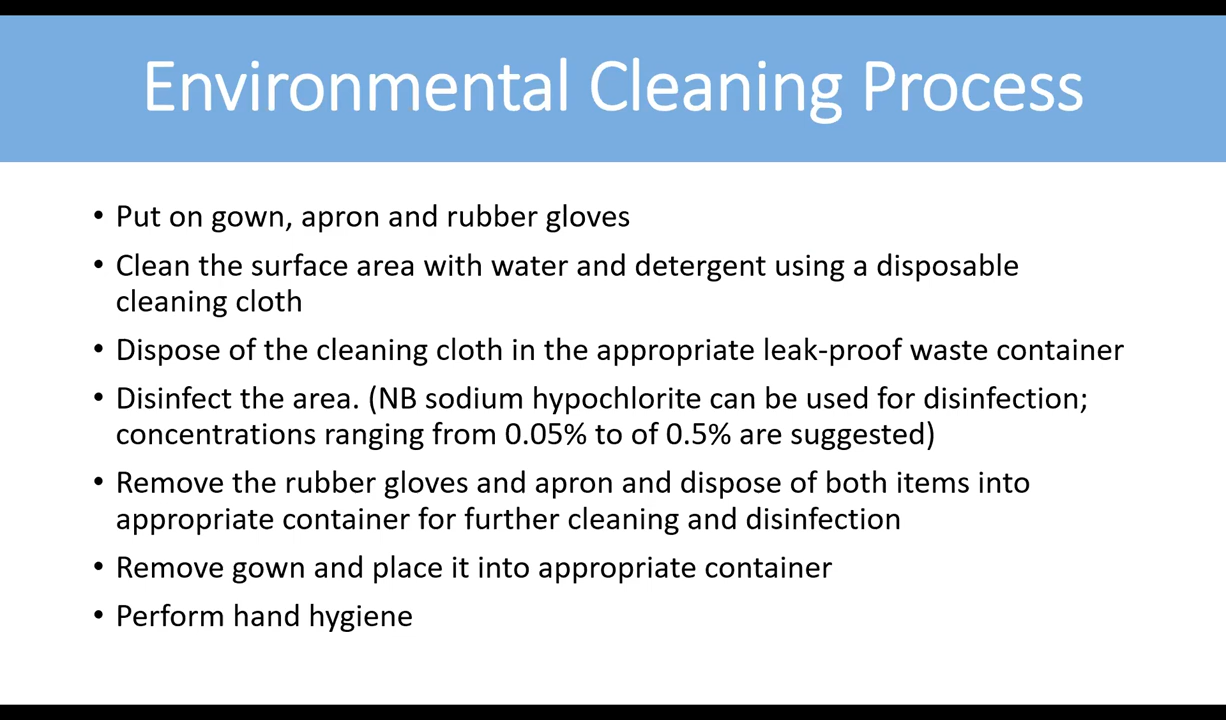 Environmental Cleaning Process
• Put on gown, apron and rubber gloves
• Clean the surface area with water and detergent using a disposable
cleaning cloth
• Dispose of the cleaning cloth in the appropriate leak-proof waste container
• Disinfect the area. (NB sodium hypochlorite can be used for disinfection;
concentrations ranging from 0.05% to of 0.5% are suggested)
• Remove the rubber gloves and apron and dispose of both items into
appropriate container for further cleaning and disinfection
• Remove gown and place it into appropriate container
• Perform hand hygiene